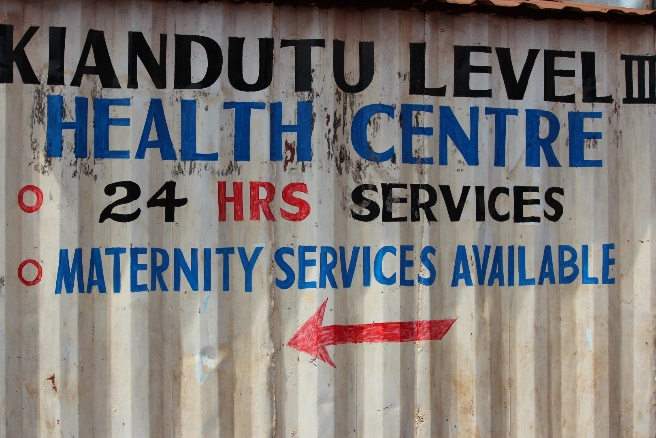 KIANDUTU LEVEL III
HEALTH CENTRE
24 HRS SERVICES
MATERNITY SERVICES AVAILABLE